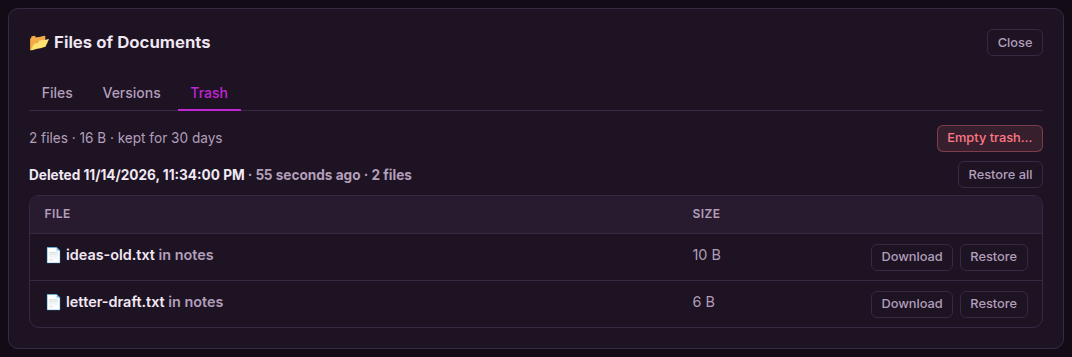 Files of Documents
Close
Files Versions Trash
2 files · 16 B · kept for 30 days
Empty trash...
Deleted 11/14/2026, 11:34:00 PM · 55 seconds ago · 2 files
Restore all
FILE SIZE
ideas-old.txt in notes 10 B Download Restore
letter-draft.txt in notes 6 B Download Restore